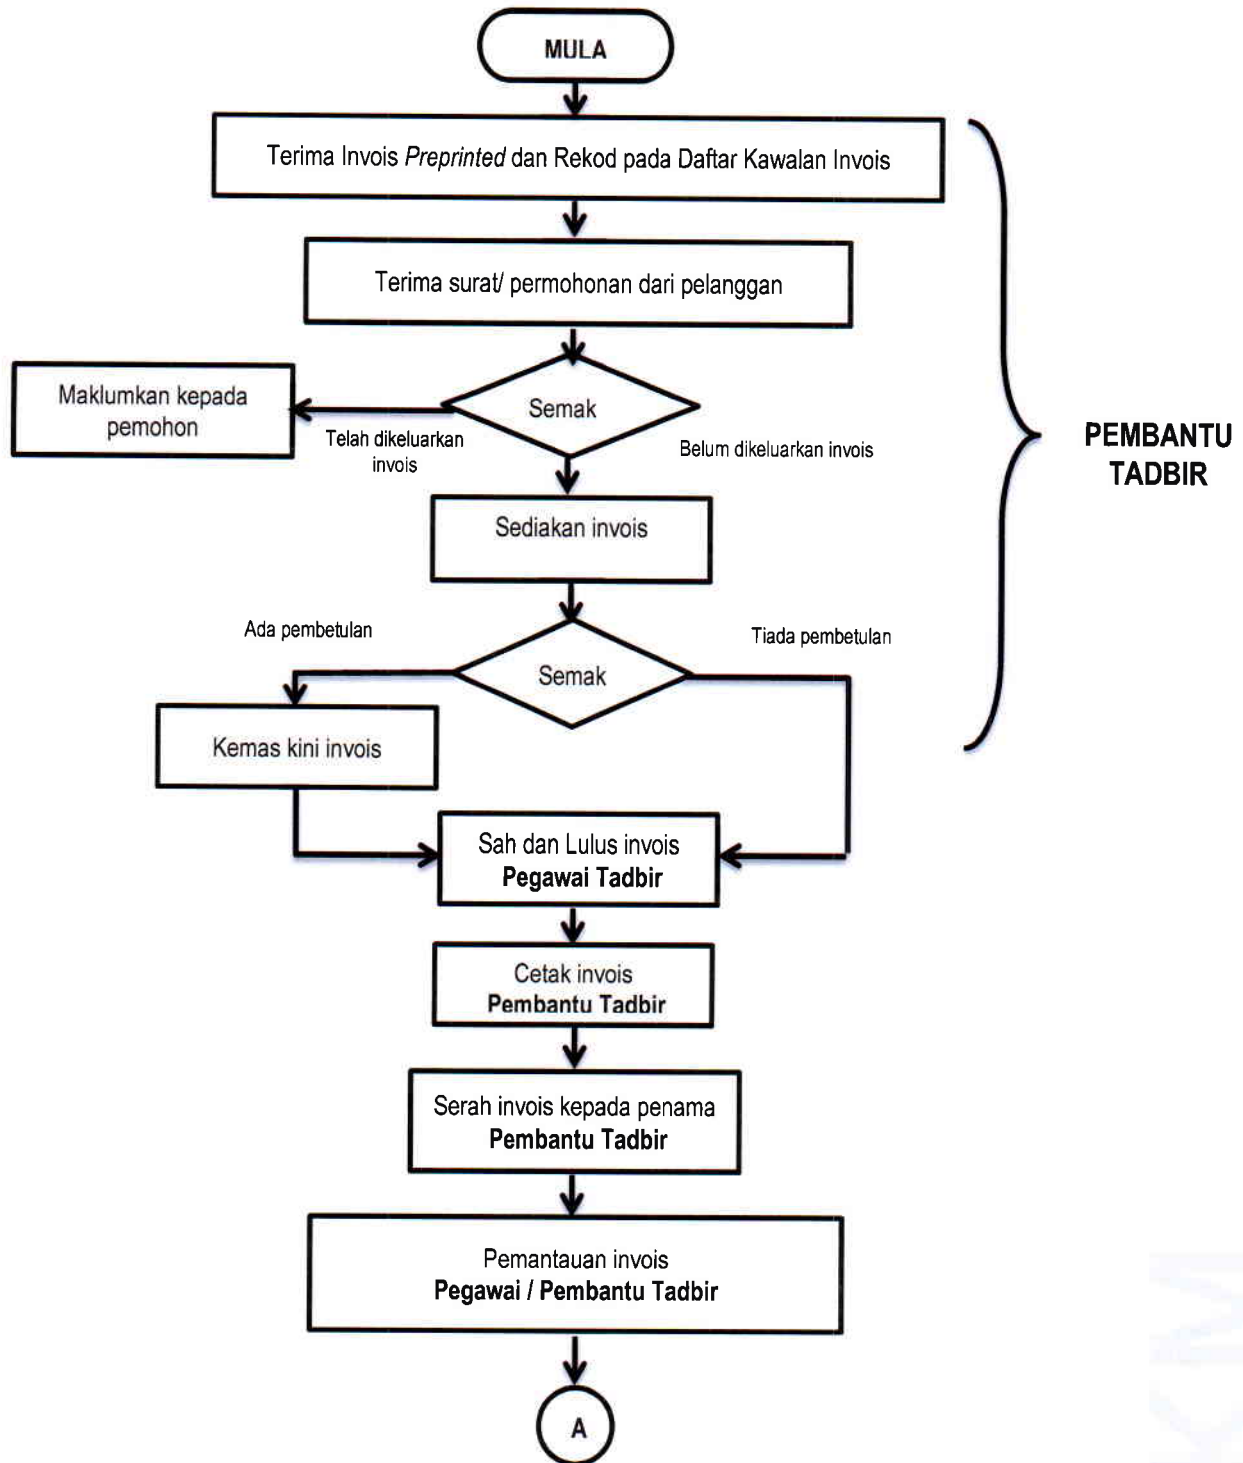 MULA
Terima Invois Preprinted dan Rekod pada Daftar Kawalan Invois
Terima surat/ permohonan dari pelanggan
Semak
Maklumkan kepada
pemohon
Telah dikeluarkan
invois
Belum dikeluarkan invois
PEMBANTU
TADBIR
Sediakan invois
Ada pembetulan
Tiada pembetulan
Semak
Kemas kini invois
Sah dan Lulus invois
Pegawai Tadbir
Cetak invois
Pembantu Tadbir
Serah invois kepada penama
Pembantu Tadbir
Pemantauan invois
Pegawai / Pembantu Tadbir
A
KM